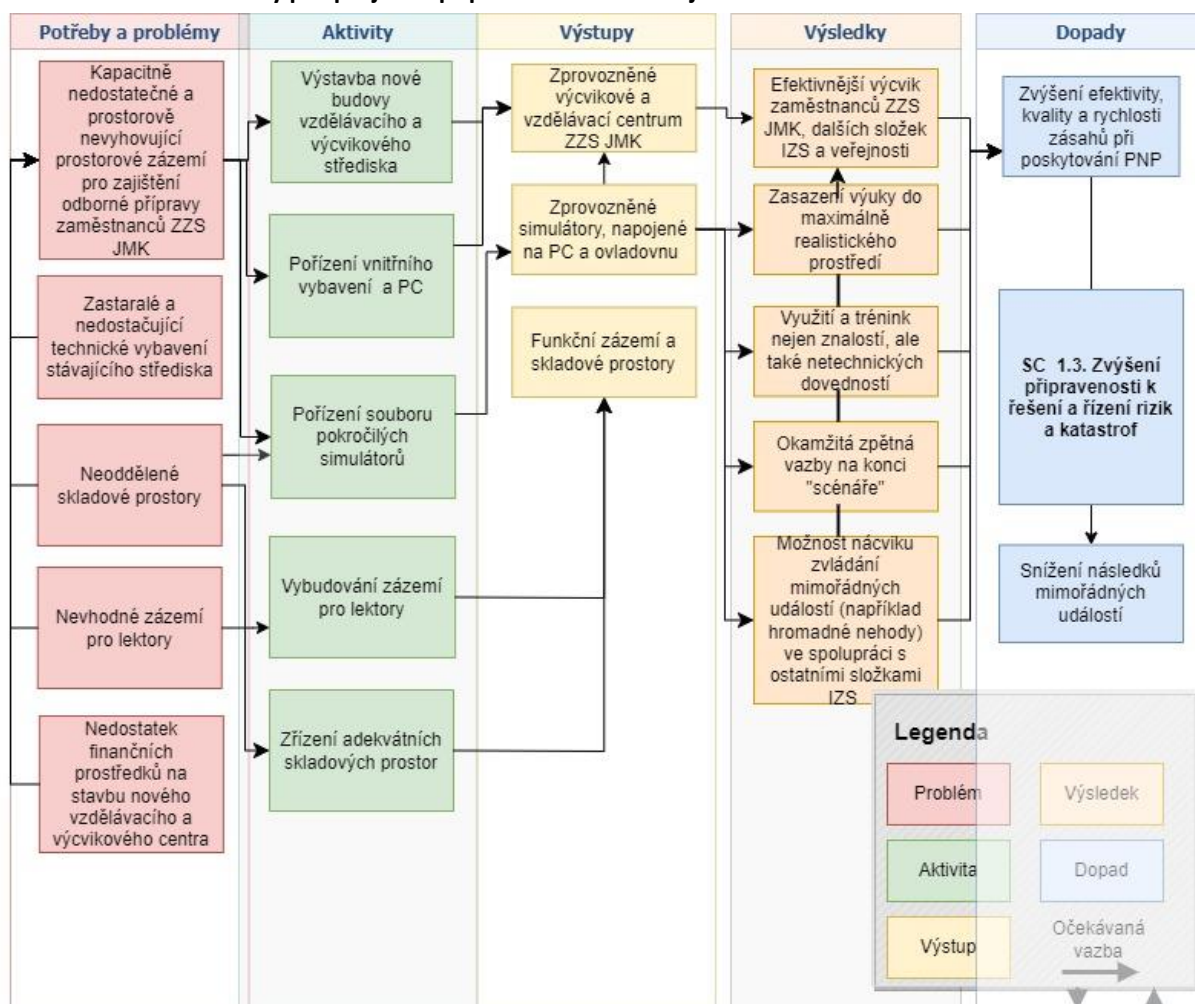 Potřeby a problémy
Kapacitně
nedostatečné a
prostorově
nevyhovující
prostorové zázemí
pro zajištění
odborné přípravy
zaměstnanců ZZS
JMK
Zastaralé a
nedostačující
technické vybavení
stávajícího střediska
Neoddělené
skladové prostory
Nevhodné zázemí
pro lektory
Nedostatek
finančních
prostředků na
stavbu nového
vzdělávacího a
výcvikového centra
Aktivity
Výstavba nové
budovy
vzdělávacího a
výcvikového
střediska
Pořízení vnitřního
vybavení a PC
Pořízení souboru
pokročilých
simulátorů
Vybudování zázemí
pro lektory
Zřízení adekvátních
skladových prostor
Výstupy
Zprovozněné
výcvikové a
vzdělávací centrum
ZZS JMK
Zprovozněné
simulátory, napojené
na PC a ovladovnu
Funkční zázemí a
skladové prostory
Výsledky
Efektivnější výcvik
zaměstnanců ZZS
JMK, dalších složek
IZS a veřejnosti
Zasazení výuky do
maximálně
realistického
prostředí
Využití a trénink
nejen znalostí, ale
také netechnických
dovedností
Okamžitá zpětná
vazby na konci
"scénáře"
Možnost nácviku
zvládání
mimořádných
událostí (například
hromadné nehody)
ve spolupráci s
ostatními složkami
IZS
Dopady
Zvýšení efektivity,
kvality a rychlosti
zásahů při
poskytování PNP
SC 1.3. Zvýšení
připravenosti k
řešení a řízení rizik
a katastrof
Snížení následků
mimořádných
událostí
Legenda
Problém
Výsledek
Aktivita
Dopad
Výstup
Očekávaná
vazba